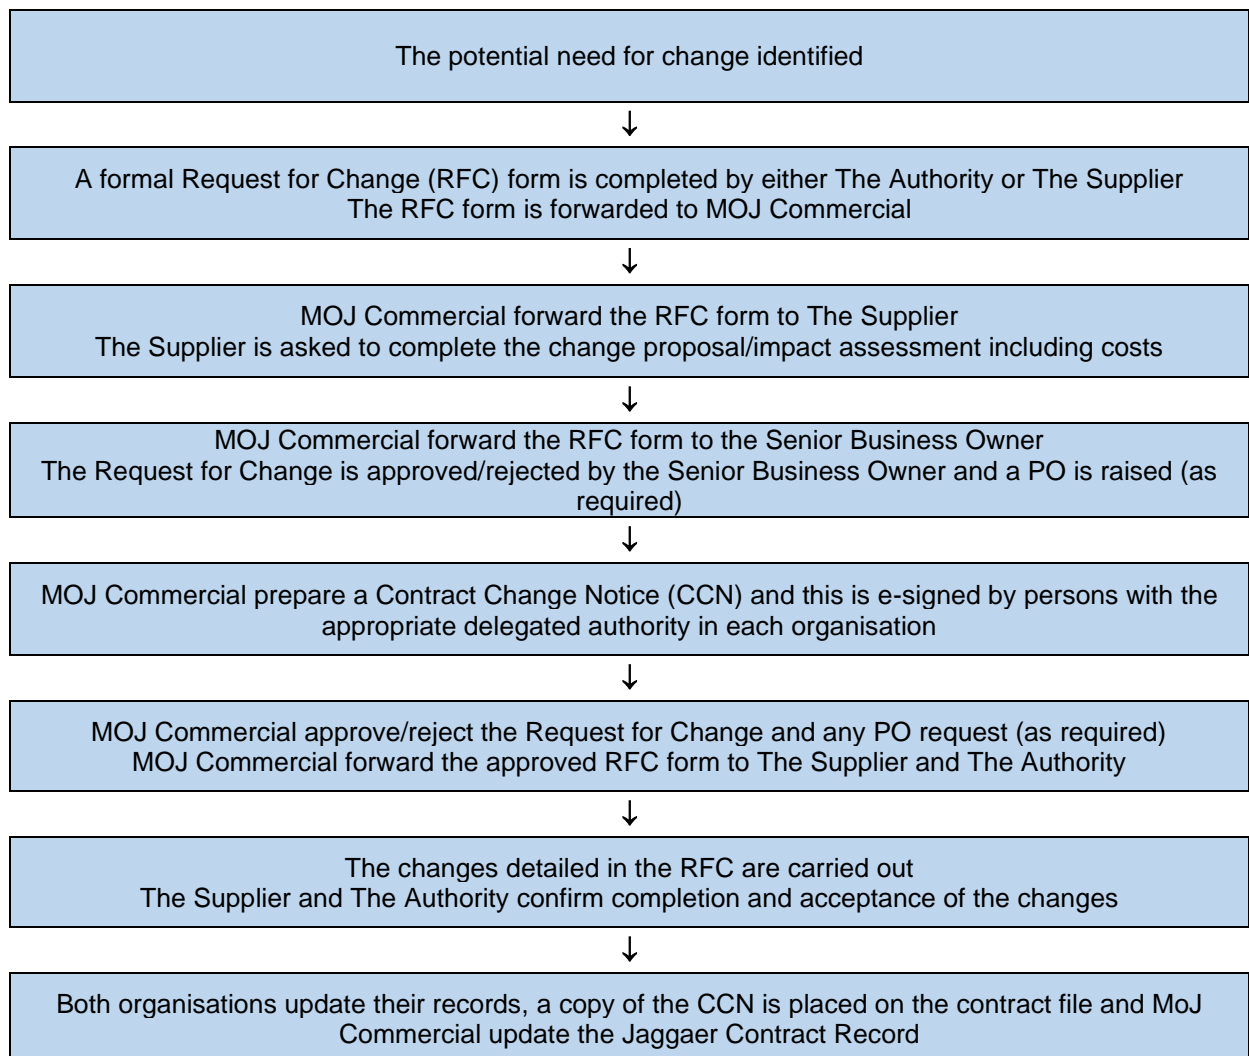 The potential need for change identified
↓
A formal Request for Change (RFC) form is completed by either The Authority or The Supplier
The RFC form is forwarded to MOJ Commercial
↓
MOJ Commercial forward the RFC form to The Supplier
The Supplier is asked to complete the change proposal/impact assessment including costs
↓
MOJ Commercial forward the RFC form to the Senior Business Owner
The Request for Change is approved/rejected by the Senior Business Owner and a PO is raised (as
required)
↓
MOJ Commercial prepare a Contract Change Notice (CCN) and this is e-signed by persons with the
appropriate delegated authority in each organisation
↓
MOJ Commercial approve/reject the Request for Change and any PO request (as required)
MOJ Commercial forward the approved RFC form to The Supplier and The Authority
↓
The changes detailed in the RFC are carried out
The Supplier and The Authority confirm completion and acceptance of the changes
↓
Both organisations update their records, a copy of the CCN is placed on the contract file and MoJ
Commercial update the Jaggaer Contract Record